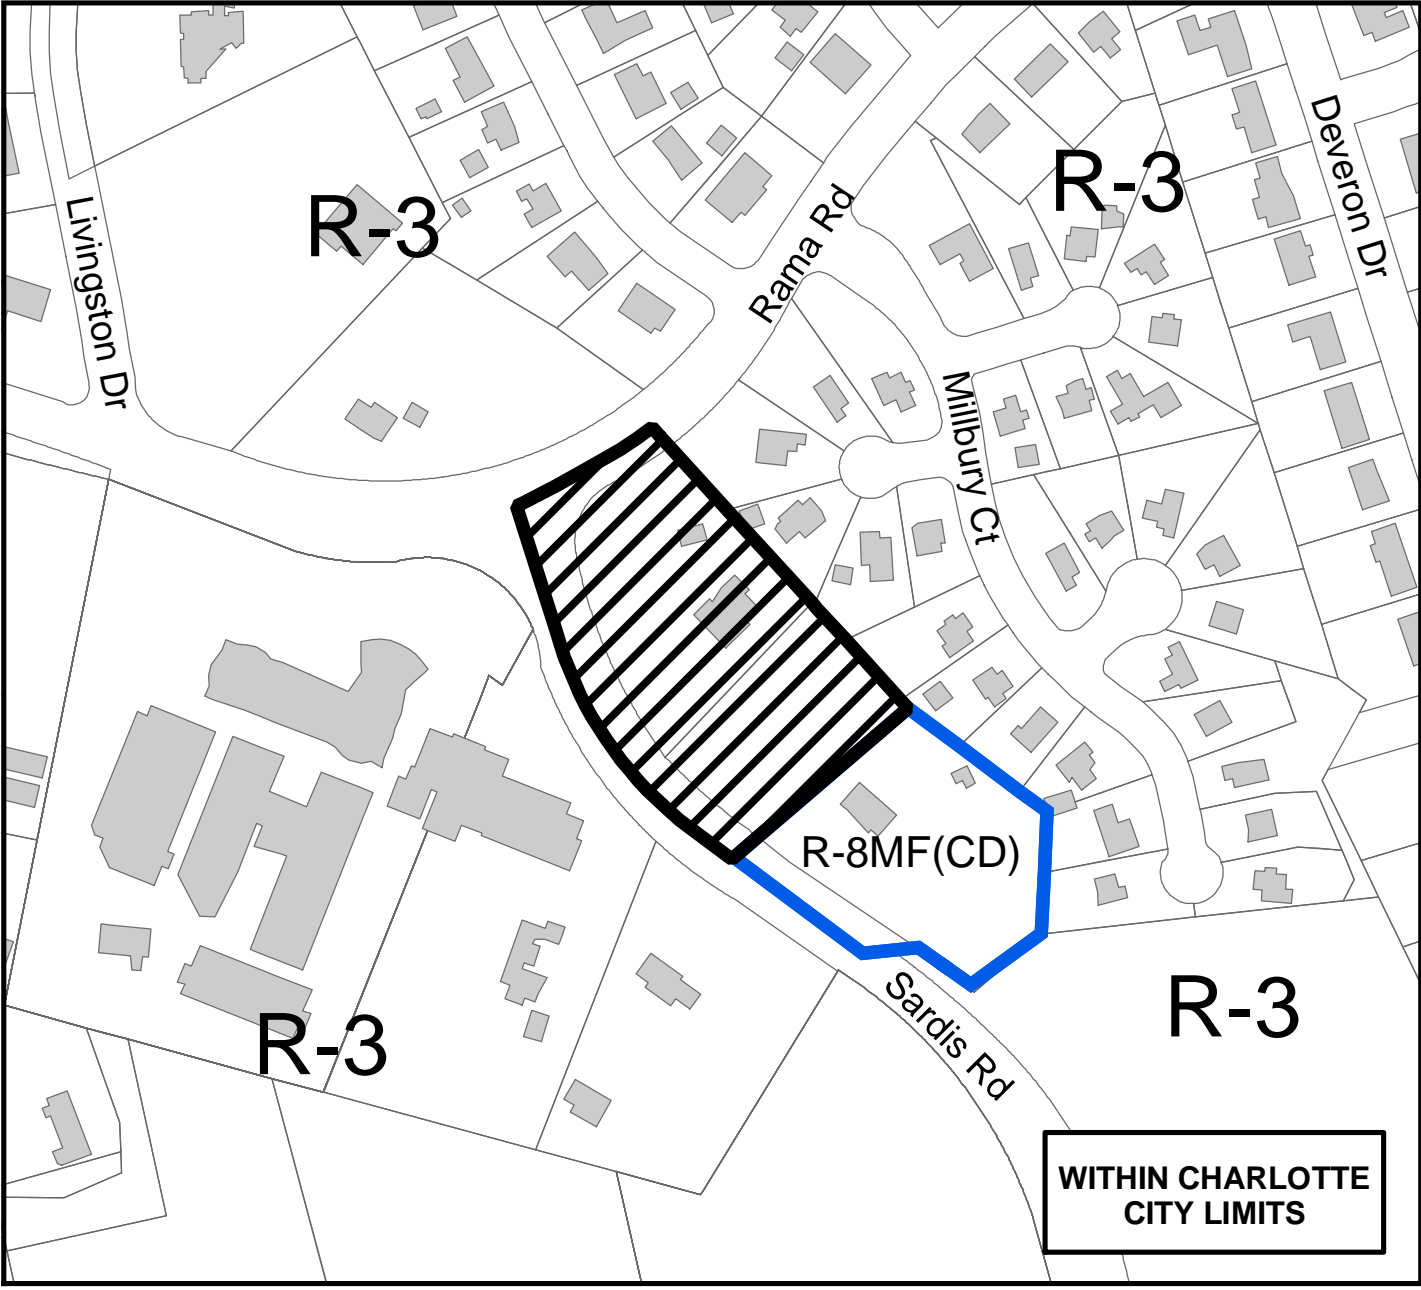 R-3
R-3
Deveron Dr
Livingston Dr
Rama Rd
Millbury Ct
R-8MF(CD)
Sardis Rd
R-3
R-3
WITHIN CHARLOTTE
CITY LIMITS